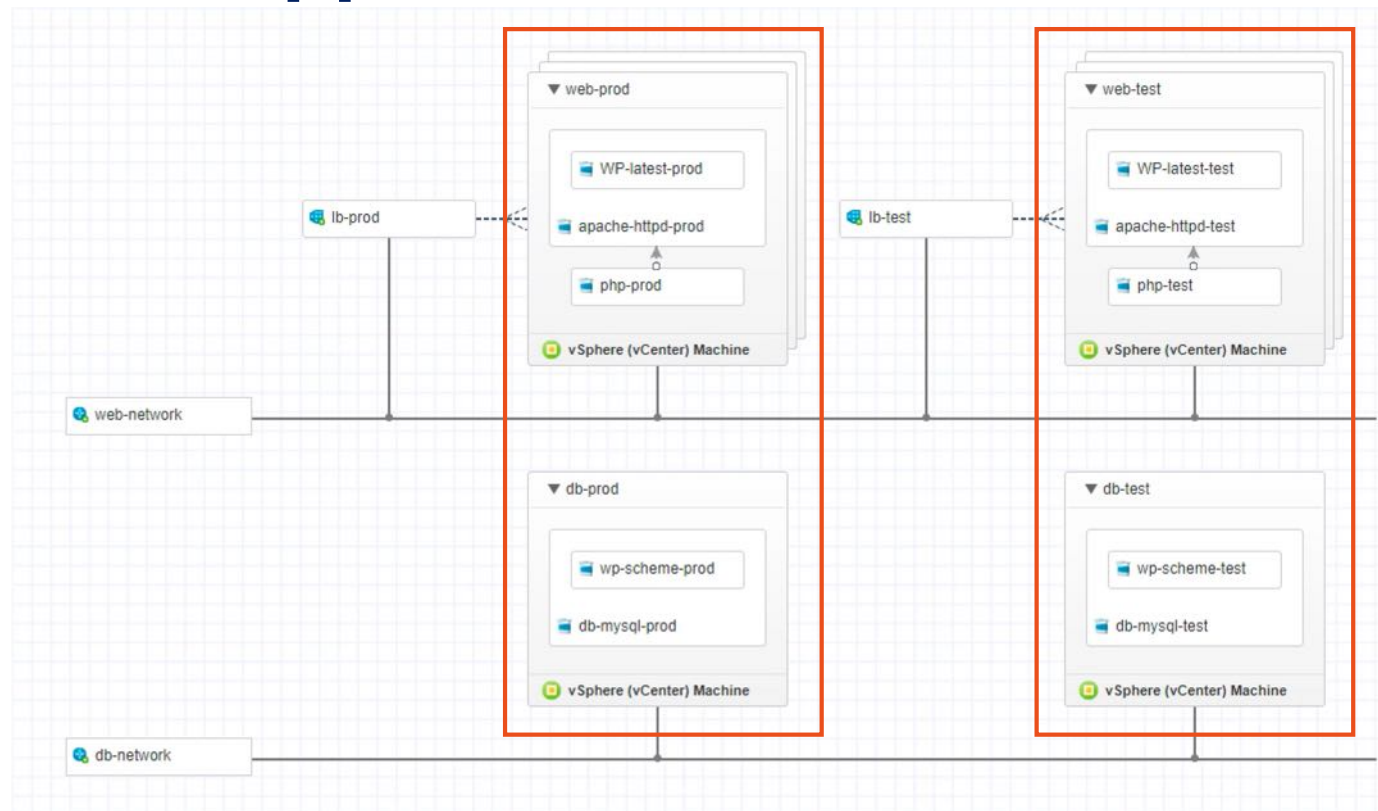 web-prod
WP-latest-prod
apache-httpd-prod
php-prod
vSphere (vCenter) Machine
lb-prod
web-test
WP-latest-test
apache-httpd-test
php-test
vSphere (vCenter) Machine
lb-test
web-network
db-prod
wp-scheme-prod
db-mysql-prod
vSphere (vCenter) Machine
db-test
wp-scheme-test
db-mysql-test
vSphere (vCenter) Machine
db-network